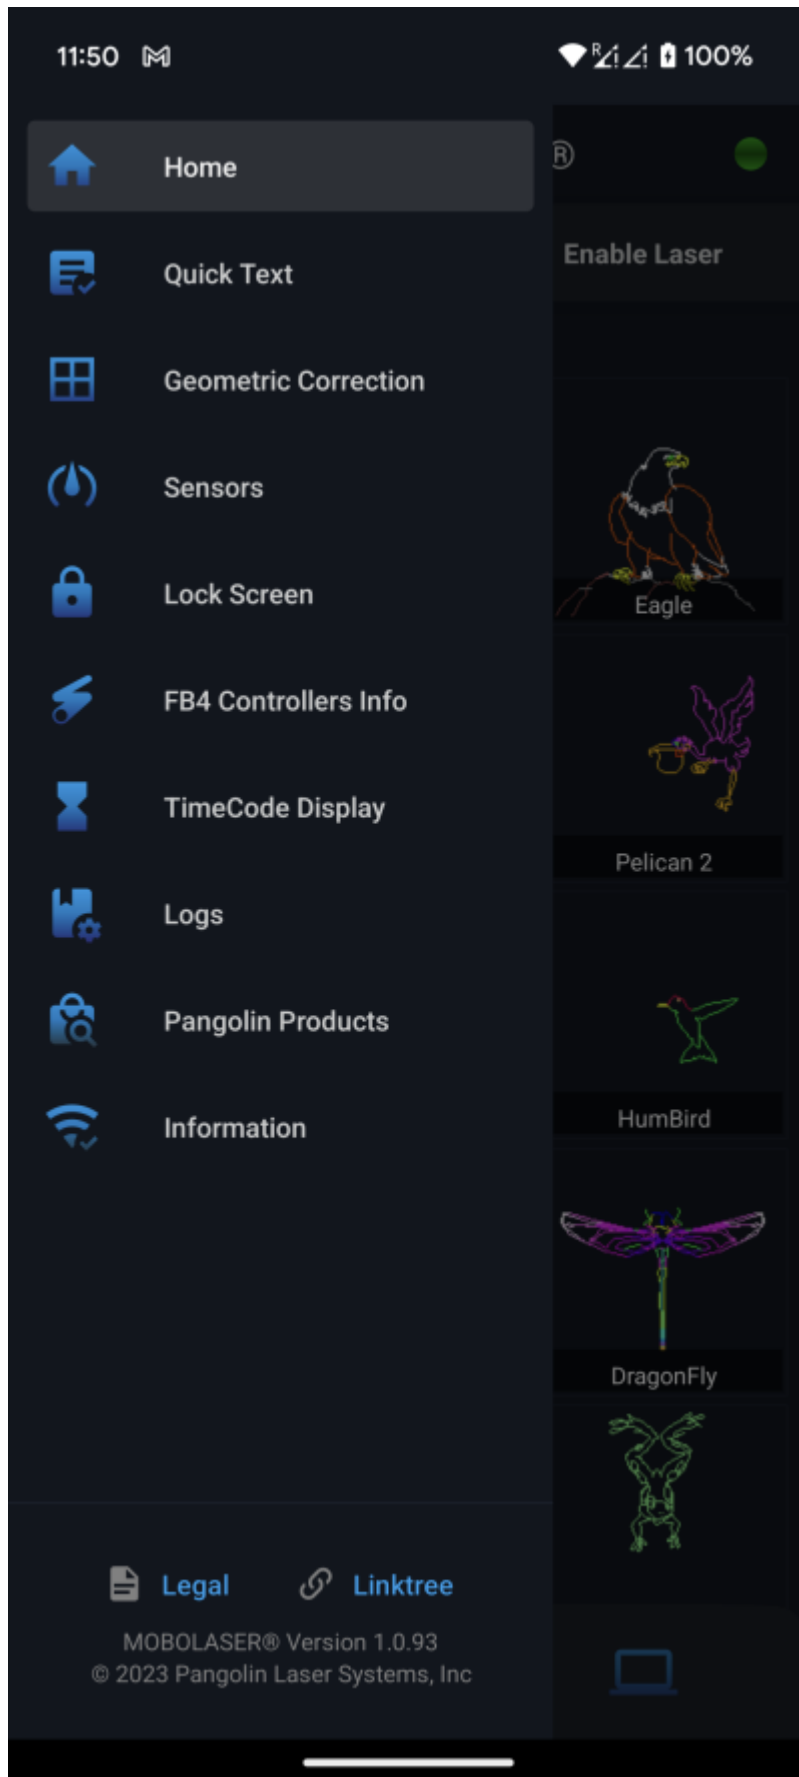 11:50
R
100%
Home
®
Quick Text
Enable Laser
Geometric Correction
Sensors
Lock Screen
Eagle
FB4 Controllers Info
TimeCode Display
Pelican 2
Logs
Pangolin Products
Information
HumBird
DragonFly
Legal
Linktree
MOBOLASER® Version 1.0.93
© 2023 Pangolin Laser Systems, Inc